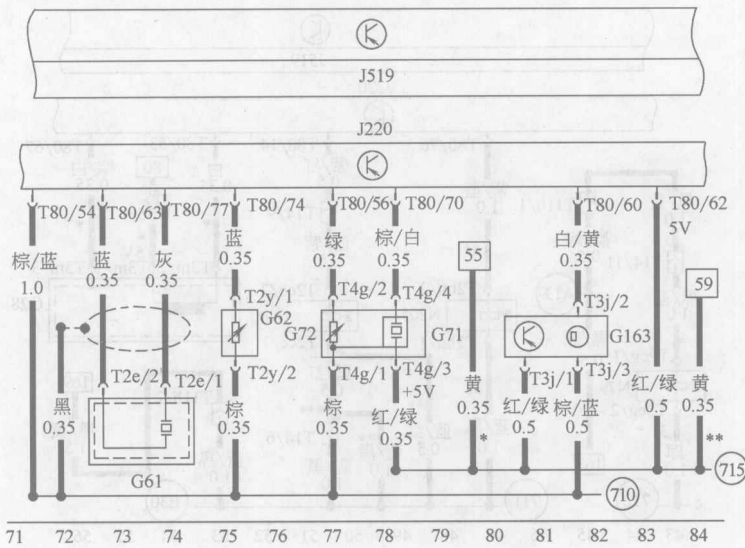 J519
J220
T80/54 T80/63 T80/77 T80/74 T80/56 T80/70 T80/60 T80/62
5V
棕/蓝 蓝 灰 蓝 绿 棕/白 白/黄
1.0 0.35 0.35 0.35 0.35 0.35 0.35
55
59
T2y/1 T4g/2 T4g/4 T3j/2
G62 G72 G71 G163
T2e/2 T2e/1 T2y/2 T4g/1 T4g/3 T3j/1 T3j/3
+5V
黑 棕 棕 红/绿 黄 红/绿 棕/蓝 红/绿 黄
0.35 0.35 0.35 0.35 0.35 0.5 0.5 0.5 0.35
* **
G61
715
710
71 72 73 74 75 76 77 78 79 80 81 82 83 84